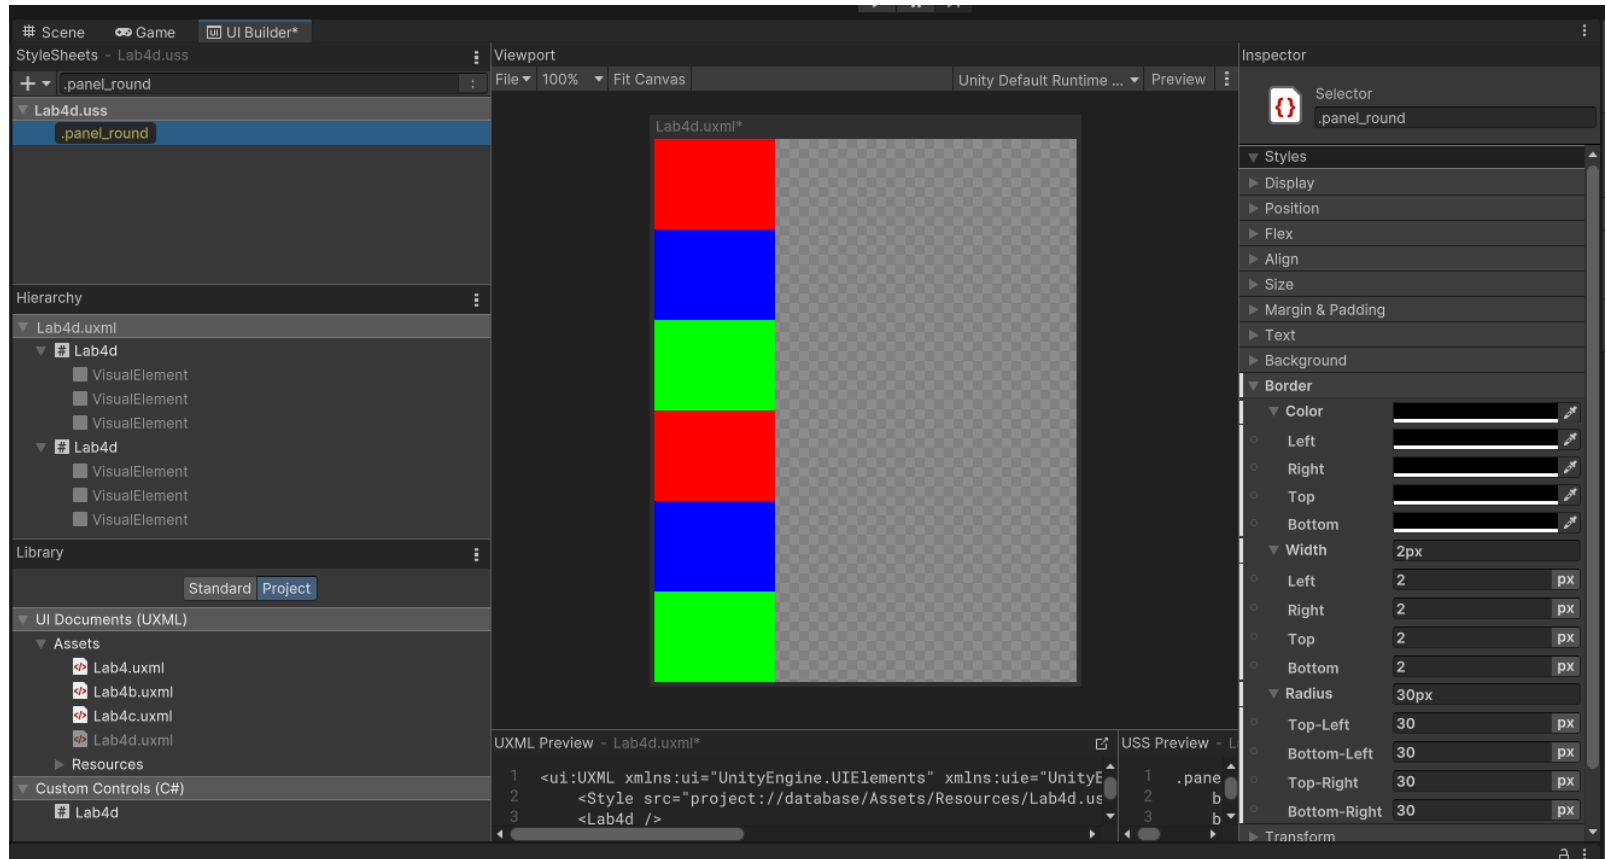 Scene Game UI Builder*
StyleSheets - Lab4d.uss
.panel_round
Lab4d.uss
.panel_round
Hierarchy
Lab4d.uxml
Lab4d
VisualElement
VisualElement
VisualElement
Lab4d
VisualElement
VisualElement
VisualElement
Library
Standard Project
UI Documents (UXML)
Assets
Lab4.uxml
Lab4b.uxml
Lab4c.uxml
Lab4d.uxml
Resources
Custom Controls (C#)
Lab4d
Viewport
File 100% Fit Canvas Unity Default Runtime ... Preview
Lab4d.uxml*
UXML Preview - Lab4d.uxml*
1 <ui:UXML xmlns:ui="UnityEngine.UIElements" xmlns:uie="UnityE
2 <Style src="project://database/Assets/Resources/Lab4d.us
3 <Lab4d />
USS Preview - L
1 .pane
2 b
3 b
Inspector
Selector
.panel_round
Styles
Display
Position
Flex
Align
Size
Margin & Padding
Text
Background
Border
Color
Left
Right
Top
Bottom
Width 2px
Left 2 px
Right 2 px
Top 2 px
Bottom 2 px
Radius 30px
Top-Left 30 px
Bottom-Left 30 px
Top-Right 30 px
Bottom-Right 30 px
Transform